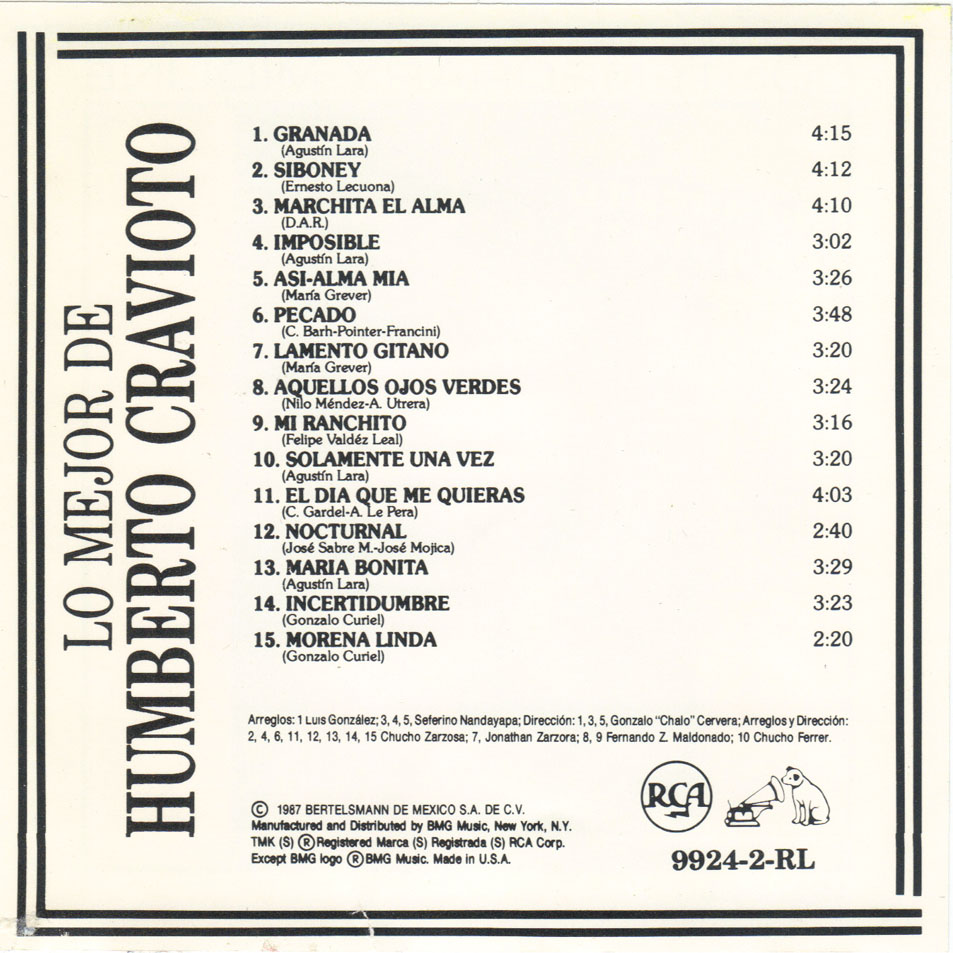 LO MEJOR DE
HUMBERTO CRAVIOTO
1. GRANADA 4:15
(Agustín Lara)
2. SIBONEY 4:12
(Ernesto Lecuona)
3. MARCHITA EL ALMA 4:10
(D.A.R.)
4. IMPOSIBLE 3:02
(Agustín Lara)
5. ASI-ALMA MIA 3:26
(María Grever)
6. PECADO 3:48
(C. Barh-Pointer-Francini)
7. LAMENTO GITANO 3:20
(María Grever)
8. AQUELLOS OJOS VERDES 3:24
(Nilo Méndez-A. Utrera)
9. MI RANCHITO 3:16
(Felipe Valdéz Leal)
10. SOLAMENTE UNA VEZ 3:20
(Agustín Lara)
11. EL DIA QUE ME QUIERAS 4:03
(C. Gardel-A. Le Pera)
12. NOCTURNAL 2:40
(José Sabre M.-José Mojica)
13. MARIA BONITA 3:29
(Agustín Lara)
14. INCERTIDUMBRE 3:23
(Gonzalo Curiel)
15. MORENA LINDA 2:20
(Gonzalo Curiel)
Arreglos: 1 Luis González; 3, 4, 5, Seferino Nandayapa; Dirección: 1, 3, 5, Gonzalo "Chalo" Cervera; Arreglos y Dirección:
2, 4, 6, 11, 12, 13, 14, 15 Chucho Zarzosa; 7, Jonathan Zarzora; 8, 9 Fernando Z. Maldonado; 10 Chucho Ferrer.
© 1987 BERTELSMANN DE MEXICO S.A. DE C.V.
Manufactured and Distributed by BMG Music, New York, N.Y.
TMK (S) ® Registered Marca (S) Registrada (S) RCA Corp.
Except BMG logo ® BMG Music. Made in U.S.A.
RCA
9924-2-RL